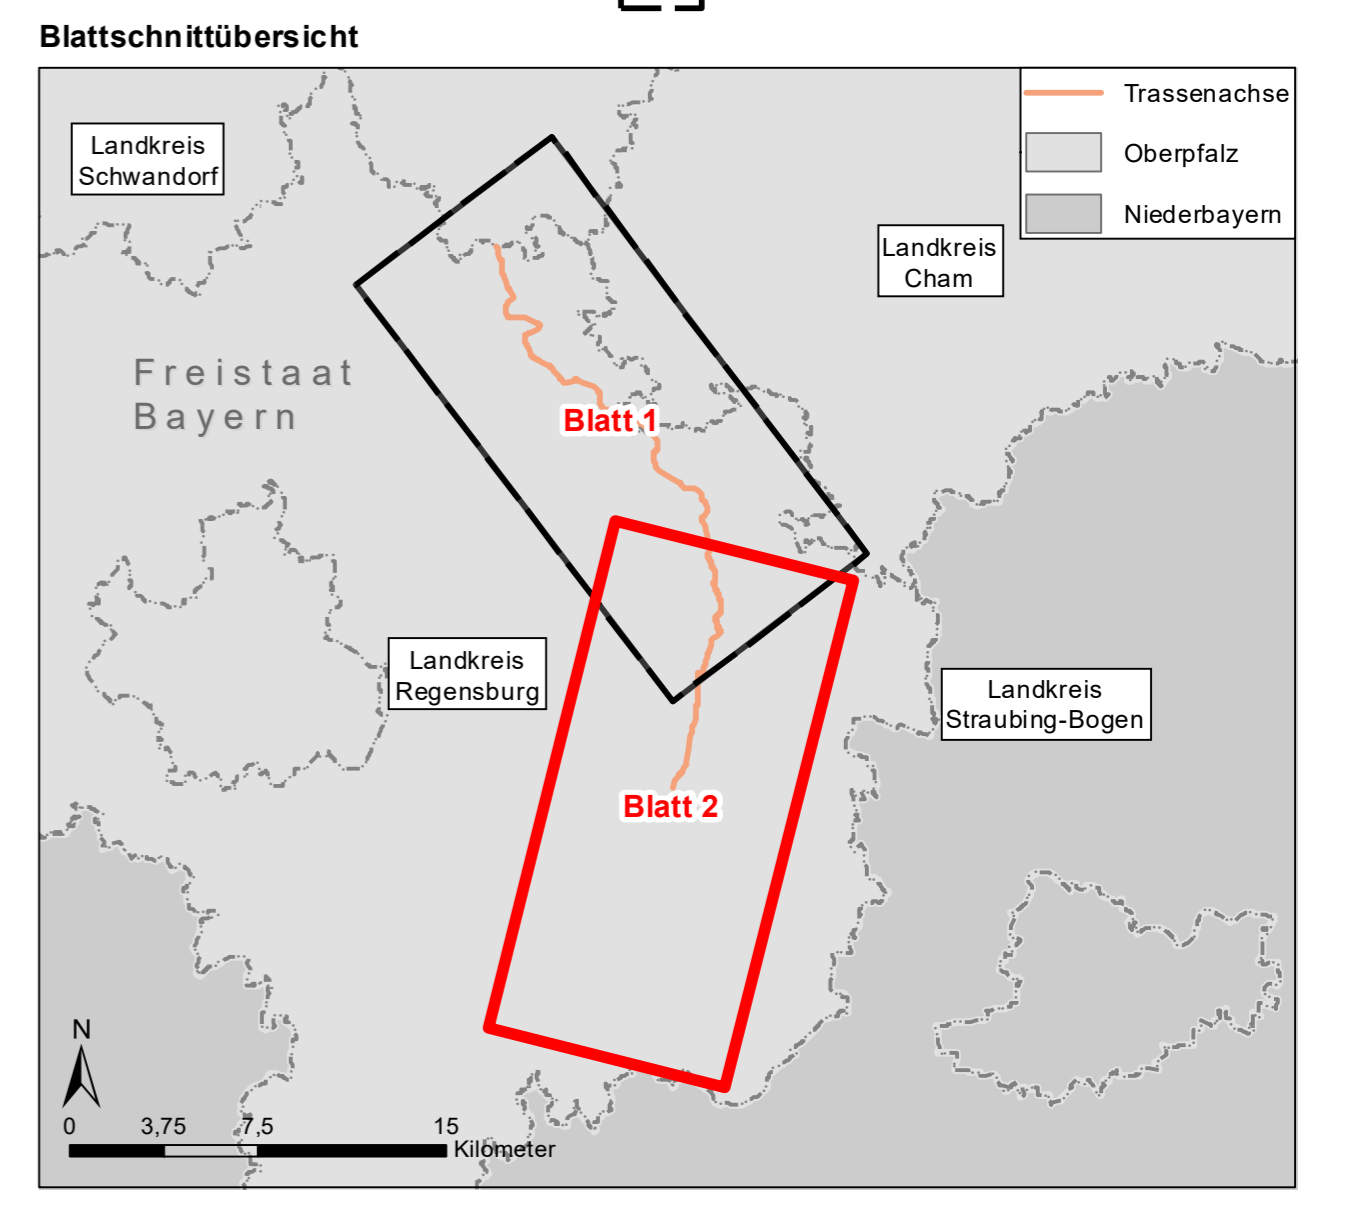 Blattschnittübersicht
Trassenachse
Oberpfalz
Niederbayern
Landkreis
Schwandorf
Landkreis
Cham
Freistaat
Bayern
Blatt 1
Landkreis
Regensburg
Landkreis
Straubing-Bogen
Blatt 2
N
0 3,75 7,5 15
Kilometer